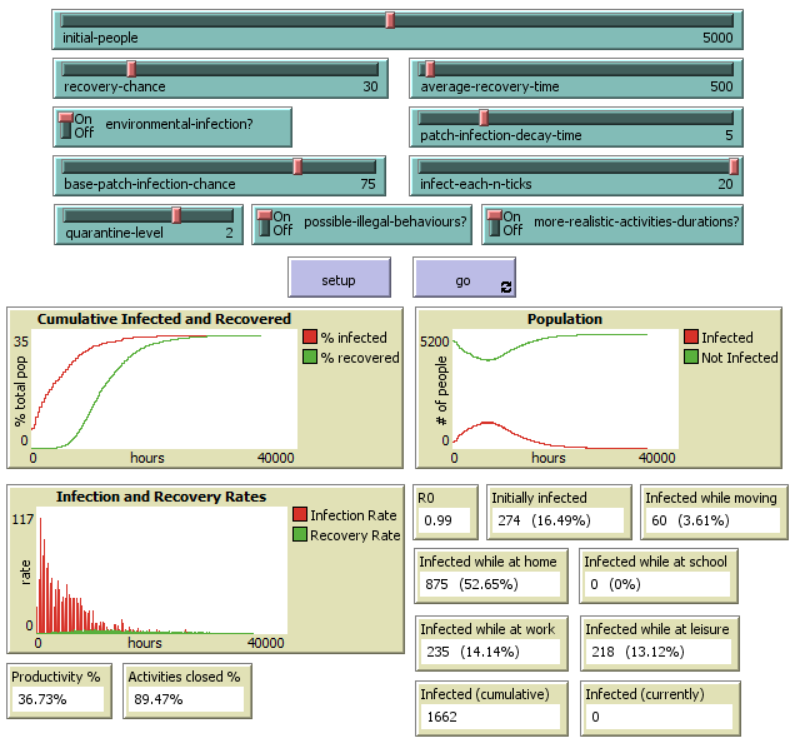 initial-people 5000
recovery-chance 30
average-recovery-time 500
On
Off
environmental-infection?
patch-infection-decay-time 5
base-patch-infection-chance 75
infect-each-n-ticks 20
quarantine-level 2
On
Off
possible-illegal-behaviours?
On
Off
more-realistic-activities-durations?
setup
go
Cumulative Infected and Recovered
35
% total pop
0
0
hours
40000
% infected
% recovered
Population
5200
# of people
0
0
hours
40000
Infected
Not Infected
Infection and Recovery Rates
117
rate
0
0
hours
40000
Infection Rate
Recovery Rate
R0
0.99
Initially infected
274 (16.49%)
Infected while moving
60 (3.61%)
Infected while at home
875 (52.65%)
Infected while at school
0 (0%)
Infected while at work
235 (14.14%)
Infected while at leisure
218 (13.12%)
Productivity %
36.73%
Activities closed %
89.47%
Infected (cumulative)
1662
Infected (currently)
0